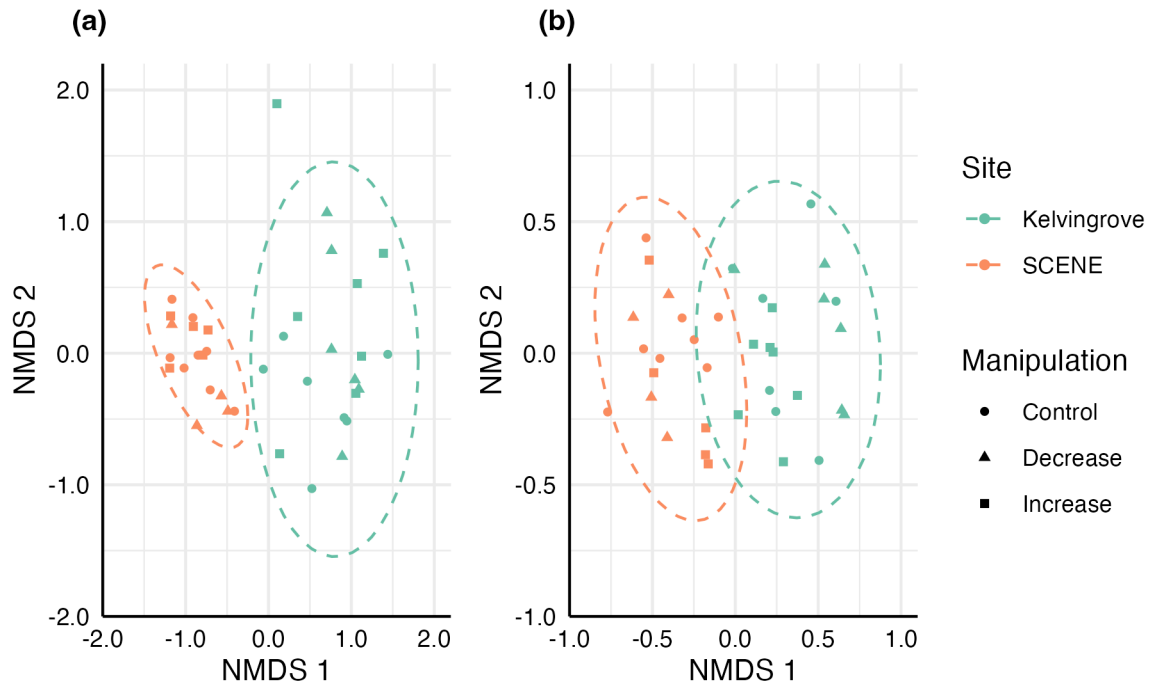 (a)
(b)
NMDS 2
2.0
1.0
0.0
-1.0
-2.0
-2.0 -1.0 0.0 1.0 2.0
NMDS 1
NMDS 2
1.0
0.5
0.0
-0.5
-1.0
-1.0 -0.5 0.0 0.5 1.0
NMDS 1
Site
Kelvingrove
SCENE
Manipulation
Control
Decrease
Increase